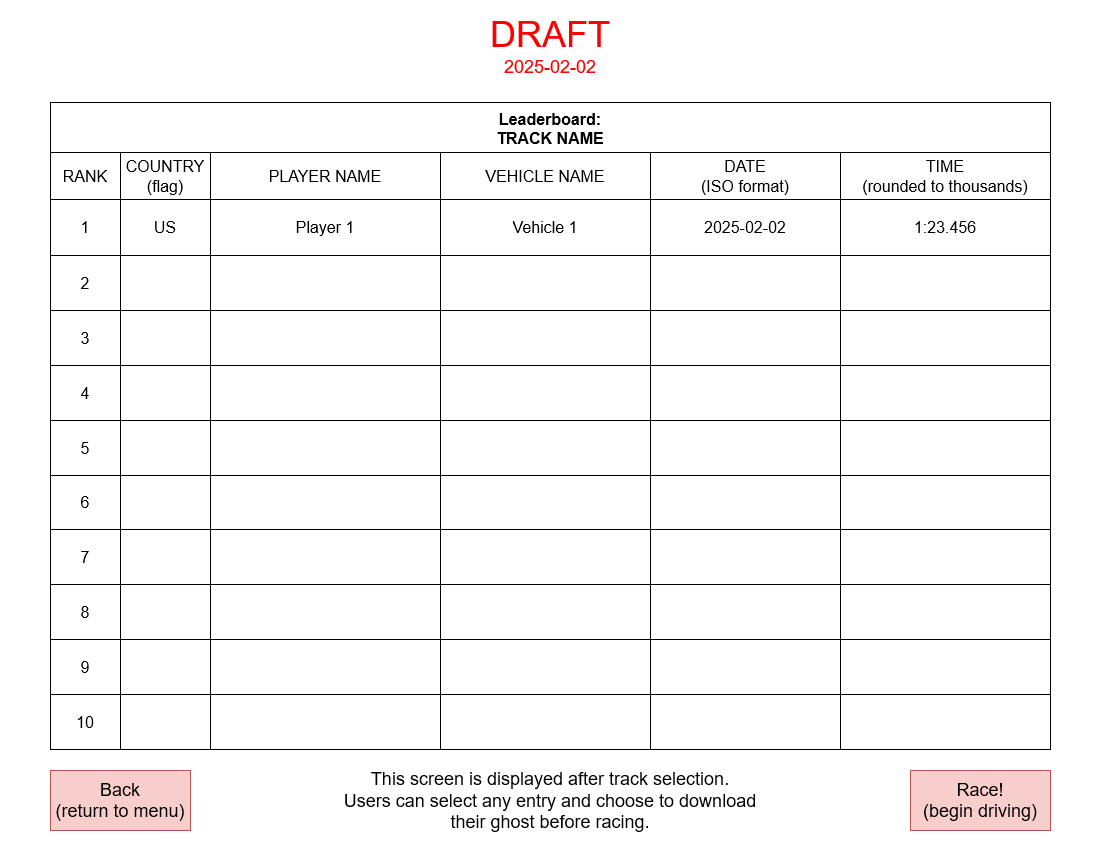 DRAFT
2025-02-02
Leaderboard:
TRACK NAME
RANK COUNTRY (flag) PLAYER NAME VEHICLE NAME DATE (ISO format) TIME (rounded to thousands)
1 US Player 1 Vehicle 1 2025-02-02 1:23.456
2
3
4
5
6
7
8
9
10
Back
(return to menu)
This screen is displayed after track selection.
Users can select any entry and choose to download
their ghost before racing.
Race!
(begin driving)